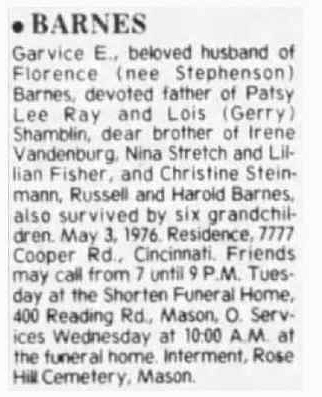 • BARNES
Garvice E., beloved husband of
Florence (nee Stephenson)
Barnes, devoted father of Patsy
Lee Ray and Lois (Gerry)
Shamblin, dear brother of Irene
Vandenburg, Nina Stretch and Lil-
lian Fisher, and Christine Stein-
mann, Russell and Harold Barnes,
also survived by six grandchil-
dren. May 3, 1976. Residence, 7777
Cooper Rd., Cincinnati. Friends
may call from 7 until 9 P.M. Tues-
day at the Shorten Funeral Home,
400 Reading Rd., Mason, O. Serv-
ices Wednesday at 10:00 A.M. at
the funeral home. Interment, Rose
Hill Cemetery, Mason.